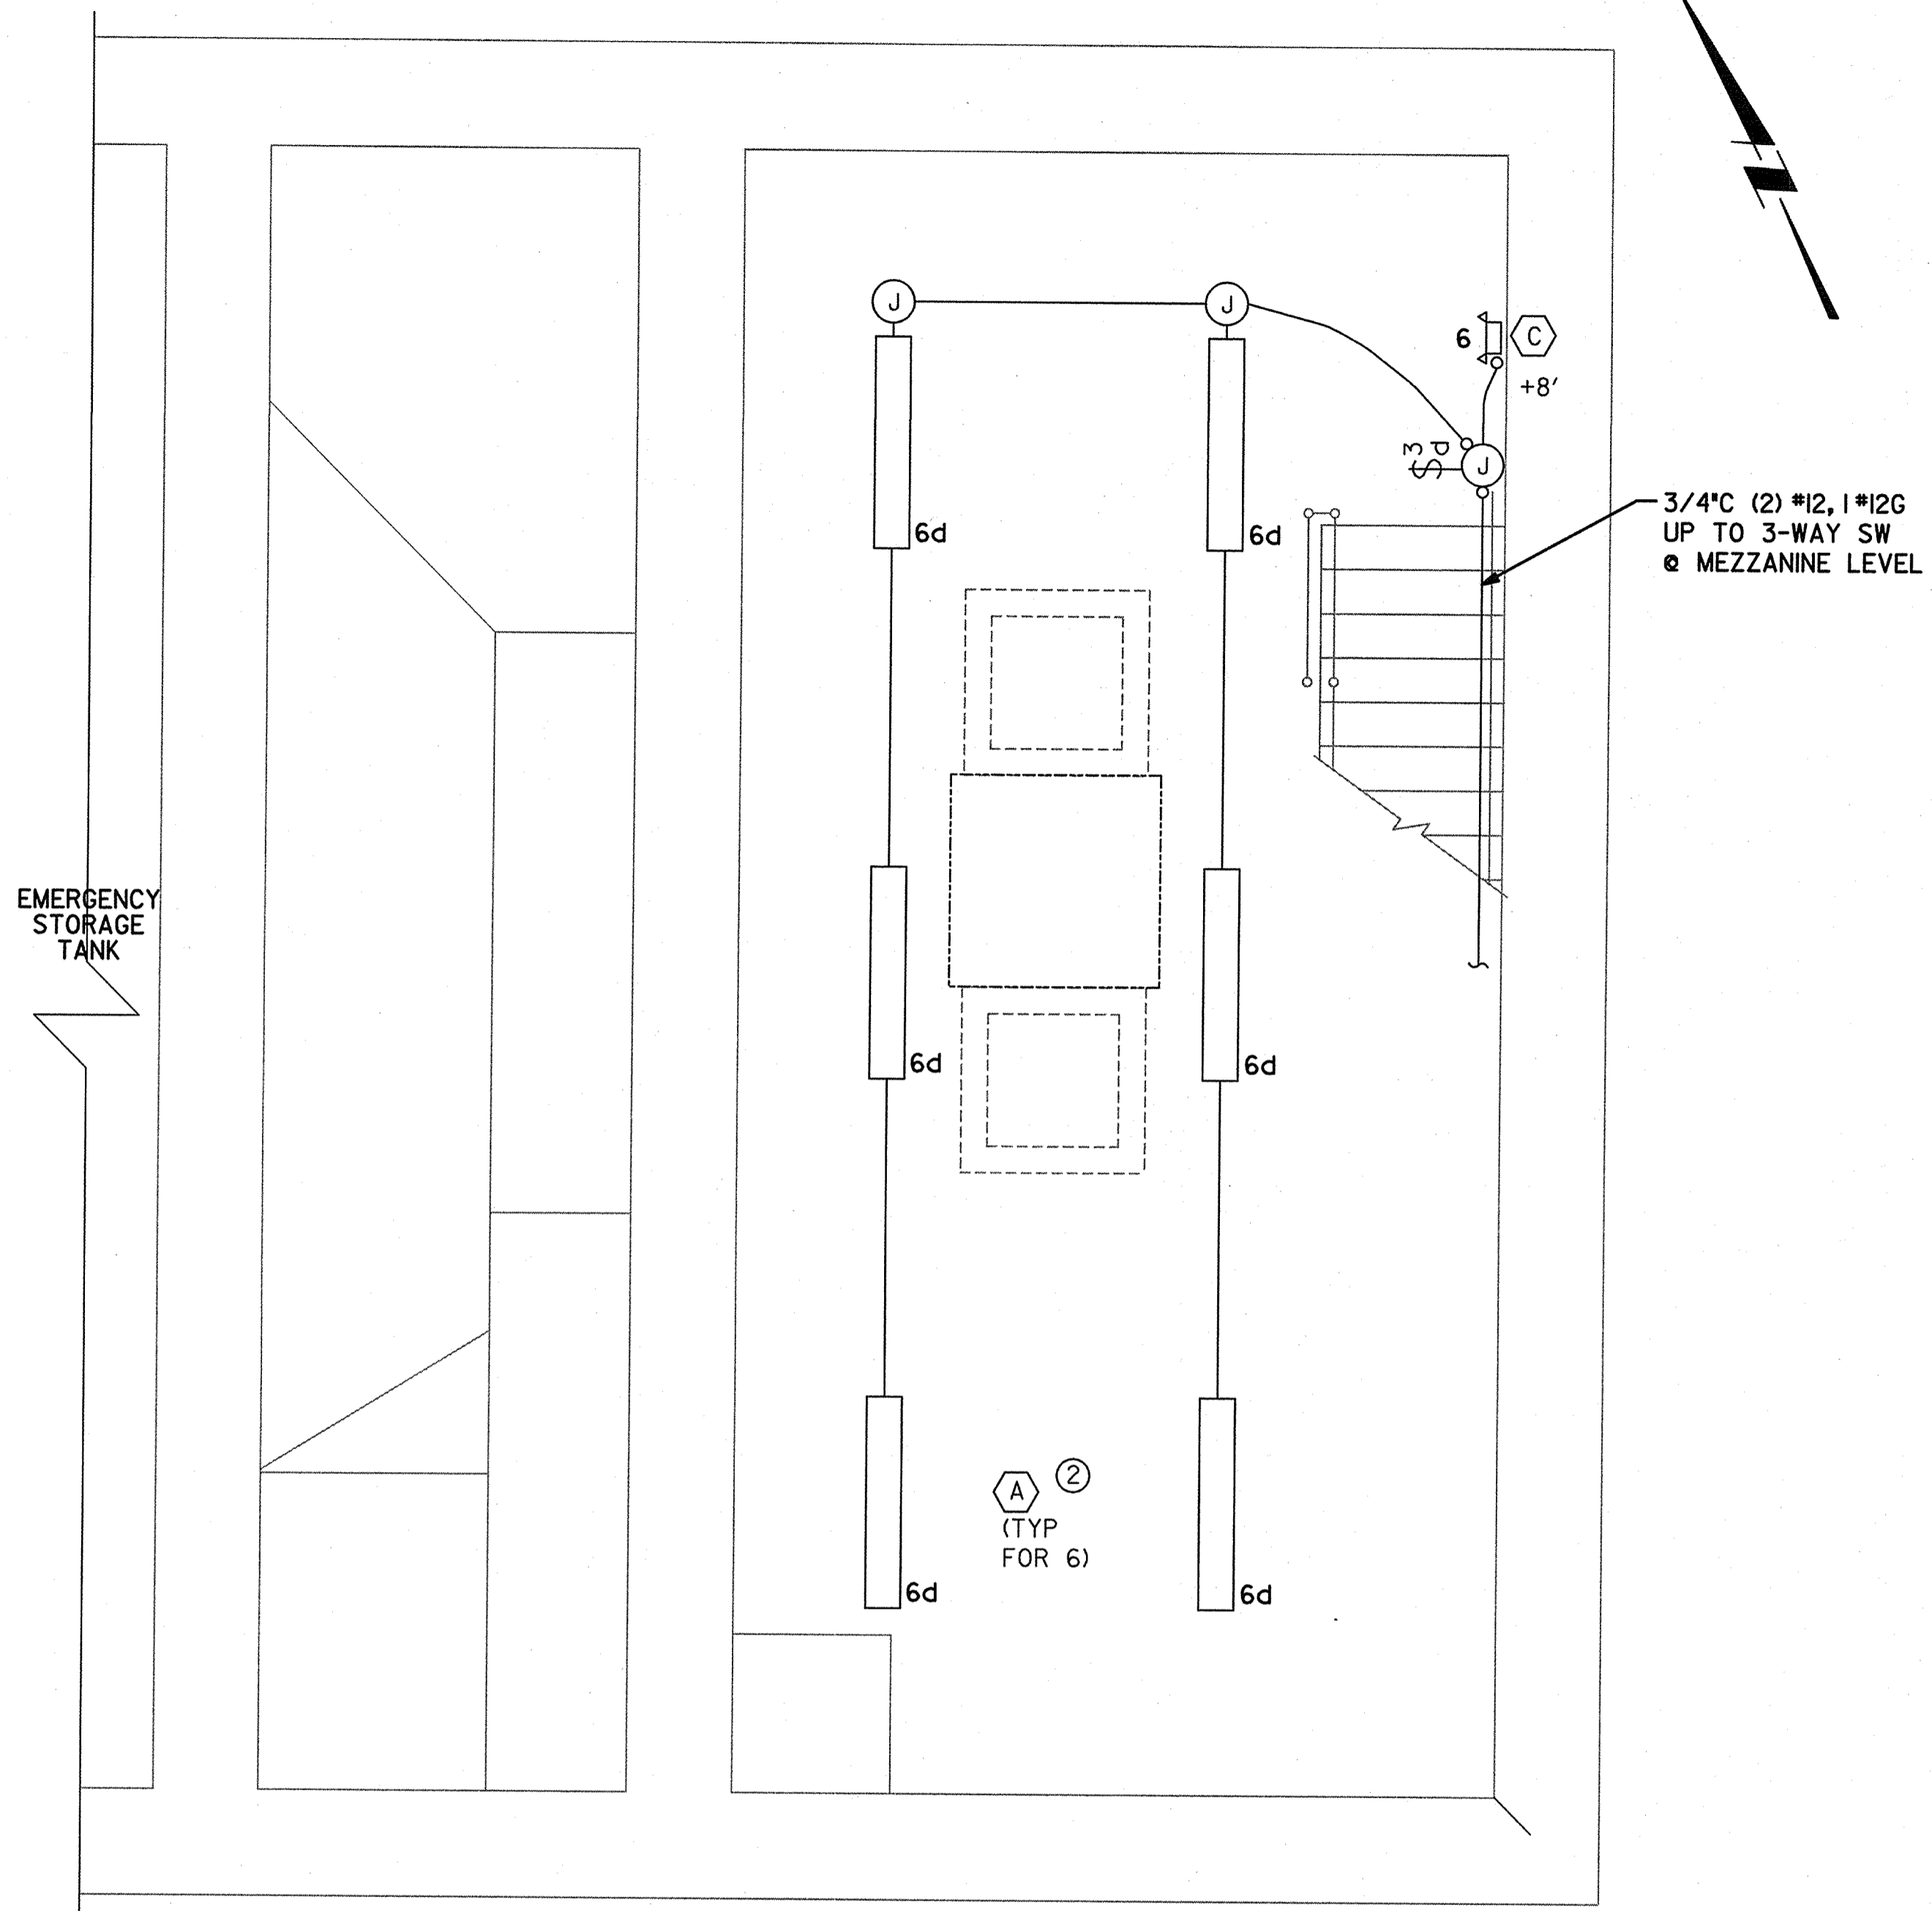 J
J
6
C
+8'
$3d
J
3/4"C (2) #12, 1 #12G
UP TO 3-WAY SW
@ MEZZANINE LEVEL
6d
6d
EMERGENCY
STORAGE
TANK
6d
6d
A
2
(TYP
FOR 6)
6d
6d